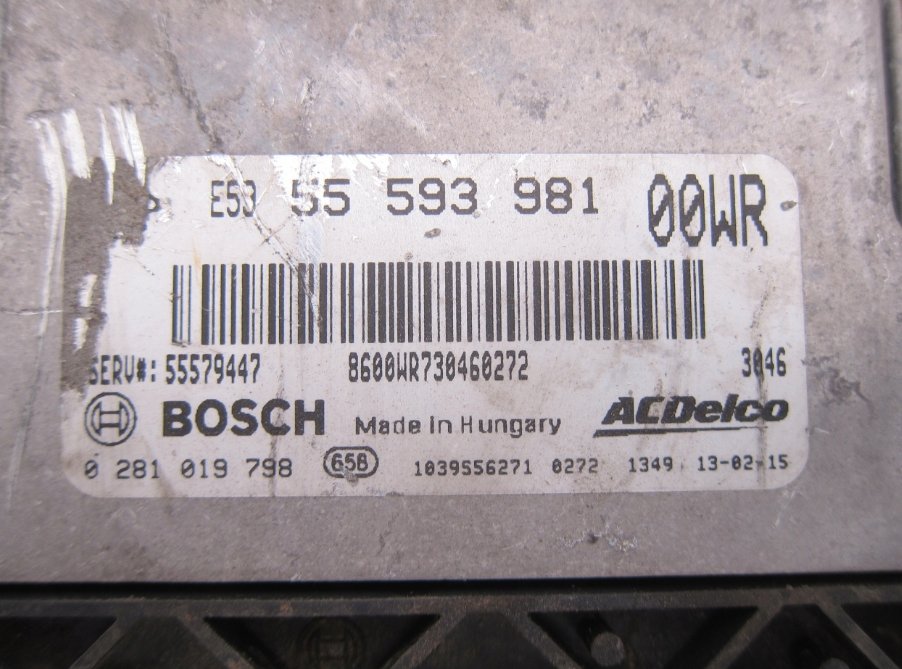 E53 55 593 981 00WR
SERV#: 55579447 8600WR730460272 3046
BOSCH Made in Hungary ACDelco
0 281 019 798 65B 1039556271 0272 1349 13-02-15